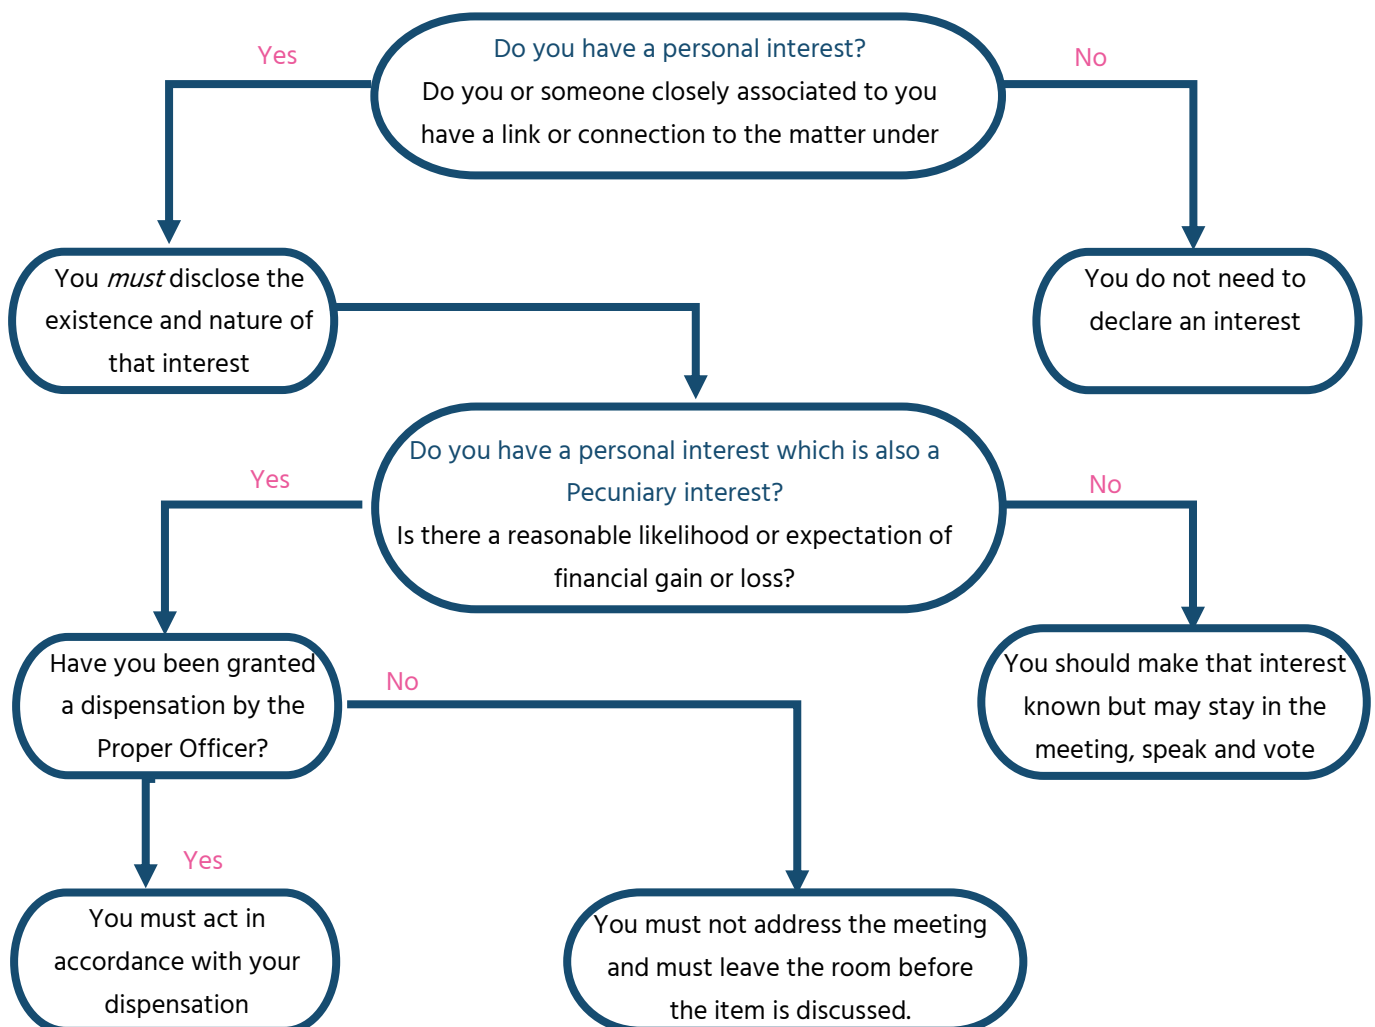 Yes
Do you have a personal interest?
No
Do you or someone closely associated to you
have a link or connection to the matter under
You must disclose the
existence and nature of
that interest
You do not need to
declare an interest
Do you have a personal interest which is also a
Pecuniary interest?
Is there a reasonable likelihood or expectation of
financial gain or loss?
Yes
No
Have you been granted
a dispensation by the
Proper Officer?
No
You should make that interest
known but may stay in the
meeting, speak and vote
Yes
You must act in
accordance with your
dispensation
You must not address the meeting
and must leave the room before
the item is discussed.